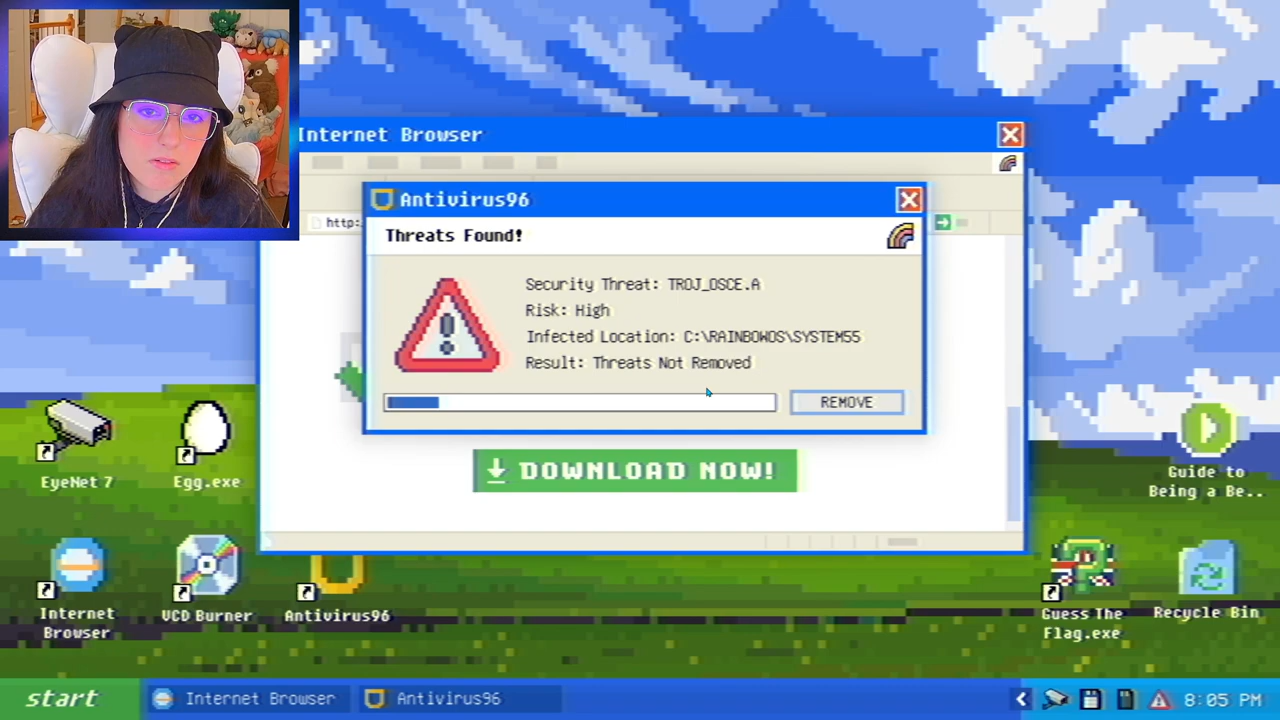 Internet Browser
http:
Antivirus96
Threats Found!
Security Threat: TROJ_OSCE.A
Risk: High
Infected Location: C:\RAINBOWOS\SYSTEM55
Result: Threats Not Removed
REMOVE
DOWNLOAD NOW!
EyeNet 7
Egg.exe
Guide to
Being a Be..
Internet
Browser
VCD Burner
Antivirus96
Guess The
Flag.exe
Recycle Bin
start
Internet Browser
Antivirus96
8:05 PM